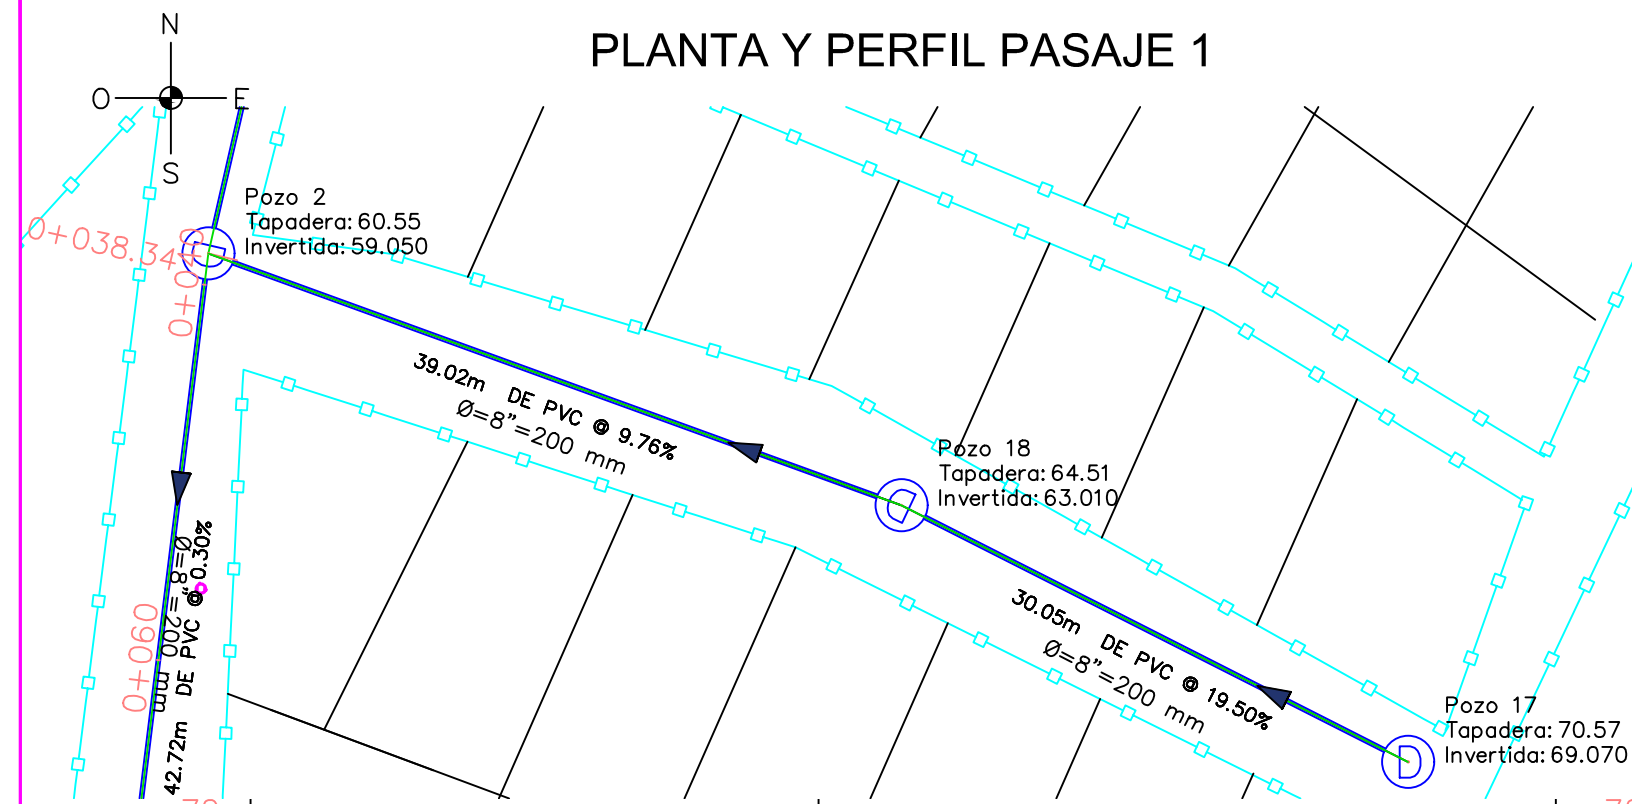 PLANTA Y PERFIL PASAJE 1
N
O
E
S
Pozo 2
Tapadera: 60.55
Invertida: 59.050
0+038.34
0+040
39.02m DE PVC @ 9.76%
Ø=8"=200 mm
Pozo 18
Tapadera: 64.51
Invertida: 63.010
D
30.05m DE PVC @ 19.50%
Ø=8"=200 mm
Pozo 17
Tapadera: 70.57
Invertida: 69.070
D
0+060
42.72m DE PVC @ 0.30%
Ø=8"=200 mm